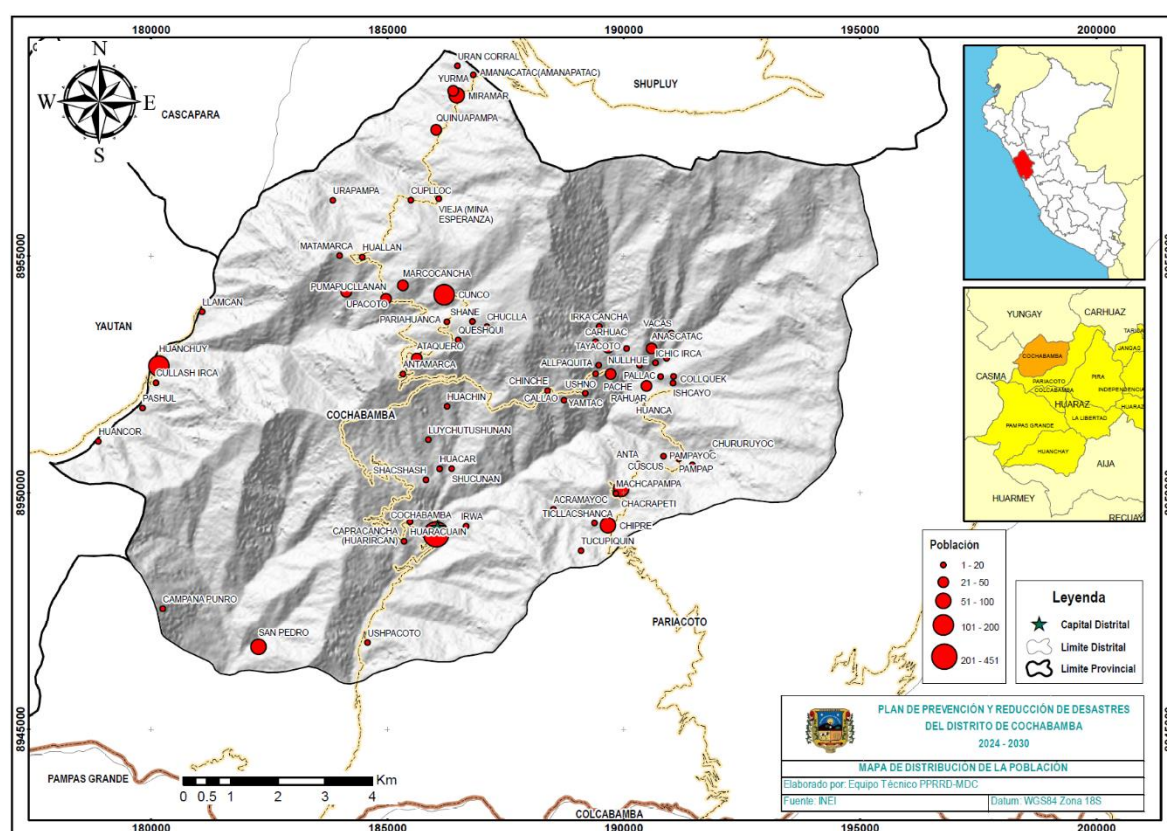 180000 185000 190000 195000 200000
N
W E
S
CASCAPARA
SHUPLUY
URAN CORRAL
AMANACATAC(AMANAPATAC)
YURMA
MIRAMAR
QUINUAPAMPA
URAPAMPA
CUPLLOC
VIEJA (MINA
ESPERANZA)
MATAMARCA
HUALLAN
8955000
MARCOCANCHA
PUMAPUCLLANAN
CUNCO
UPACOTO
LLAMCAN
SHANE
CHUCLLA
PARIAHUANCA
QUESHQUI
YAUTAN
IRKA CANCHA
VACAS
CARHUAC
ANASCATAC
TAYACOTO
ATAQUERO
HUANCHUY
ICHIC IRCA
ALLPAQUITA
NULLHUE
ANTAMARCA
CULLASH IRCA
PALLAC
COLLQUEK
CHINCHE
USHNO
PACHE
ISHCAYO
PASHUL
HUACHIN
CALLAO
YAMTAC
RAHUAR
COCHABAMBA
HUANCA
HUANCOR
LUYCHUTUSHUNAN
CHURURUYOC
ANTA
PAMPAYOC
SHACSHASH
HUACAR
CUSCUS
PAMPAP
SHUCUNAN
MACHCAPAMPA
8950000
ACRAMAYOC
CHACRAPETI
COCHABAMBA
IRWA
TICLLACSHANCA
CAPRACANCHA
(HUARIRCAN)
HUARACUAIN
CHIPRE
TUCUPIQUIN
CAMPANA PUNRO
SAN PEDRO
USHPACOTO
PARIACOTO
8945000
PAMPAS GRANDE
COLCABAMBA
0 0.5 1 2 3 4
Km
YUNGAY
CARHUAZ
COCHABAMBA
JANGAS
CASMA
PARIACOTO
PIRA
COLCABAMBA
INDEPENDENCIA
HUARAZ
HUARAZ
LA LIBERTAD
PAMPAS GRANDE
HUANCHAY
AIJA
HUARMEY
RECUAY
Población
1 - 20
21 - 50
51 - 100
101 - 200
201 - 451
Leyenda
Capital Distrital
Limite Distrital
Limite Provincial
PLAN DE PREVENCIÓN Y REDUCCIÓN DE DESASTRES
DEL DISTRITO DE COCHABAMBA
2024 - 2030
MAPA DE DISTRIBUCIÓN DE LA POBLACIÓN
Elaborado por: Equipo Técnico PPRRD-MDC
Fuente: INEI
Datum: WGS84 Zona 18S
180000 185000 190000 195000 200000